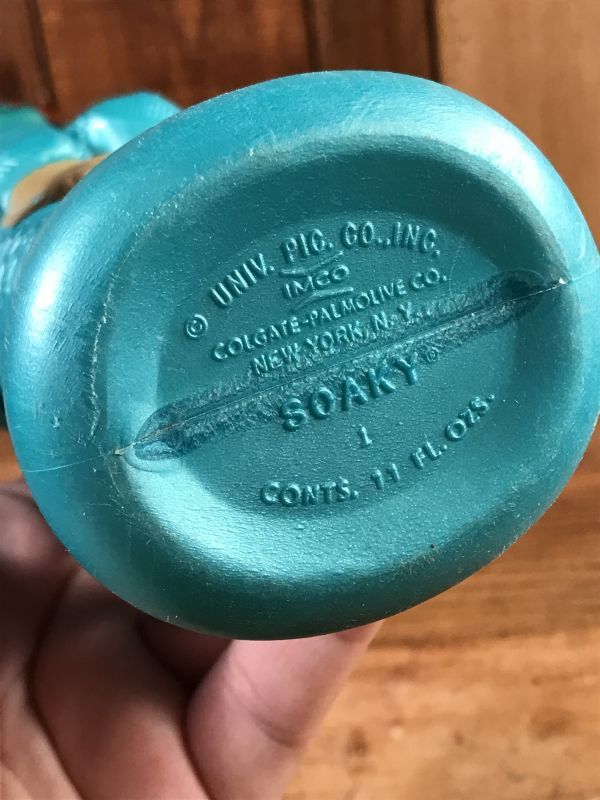 © UNIV. PIC. CO., INC.
IMCO
COLGATE-PALMOLIVE CO.
NEW YORK, N.Y.
SOAKY®
1
CONTS. 11 FL. OZS.